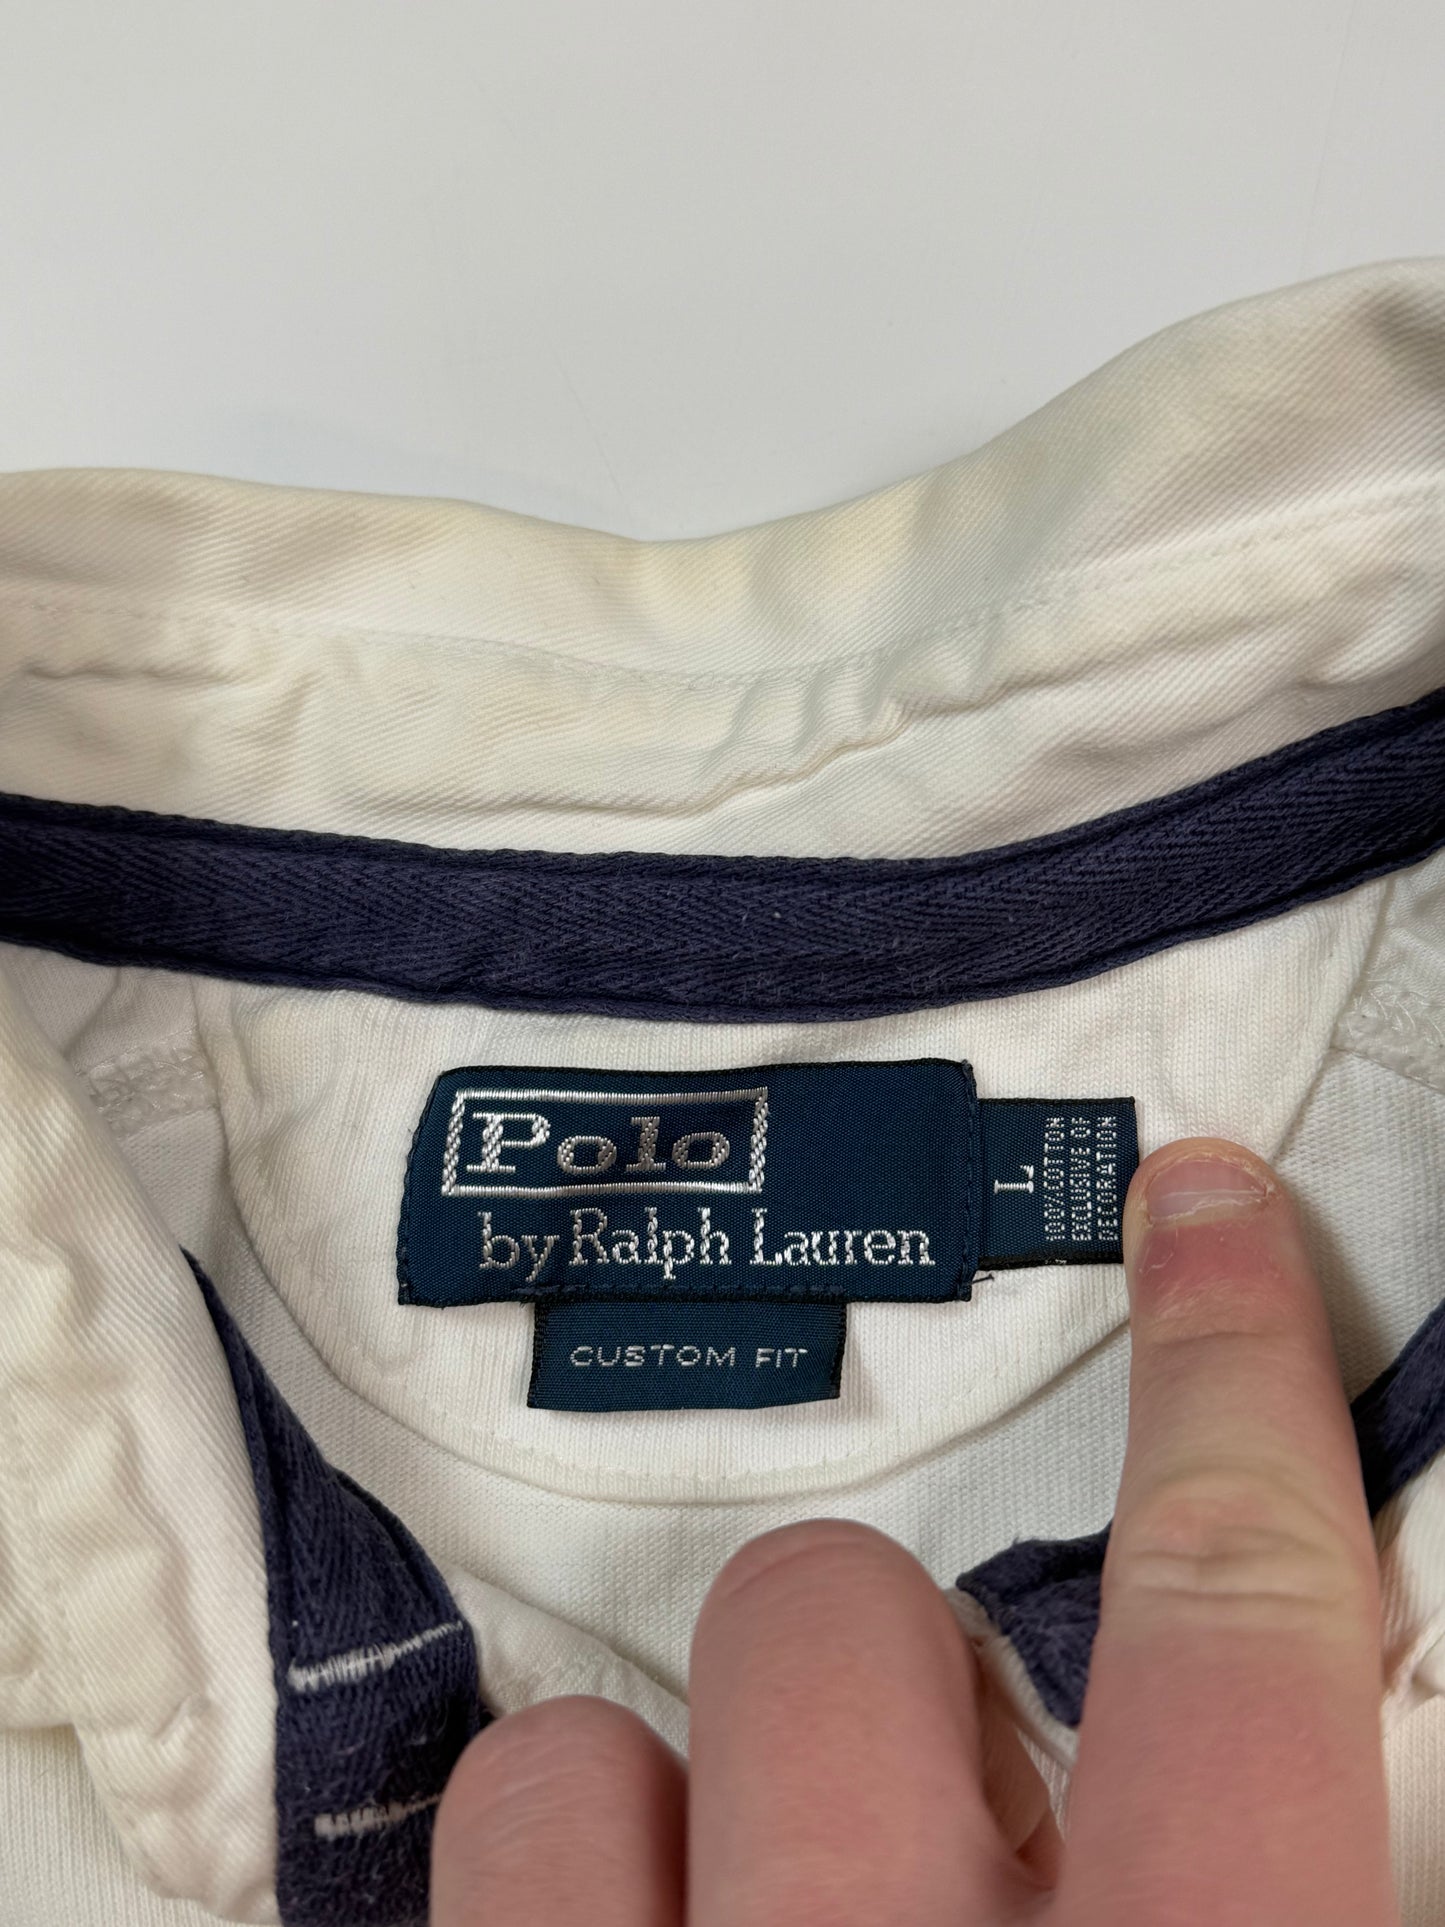 Polo
by Ralph Lauren
L
100% COTTON
EXCLUSIVE OF
DECORATION
CUSTOM FIT